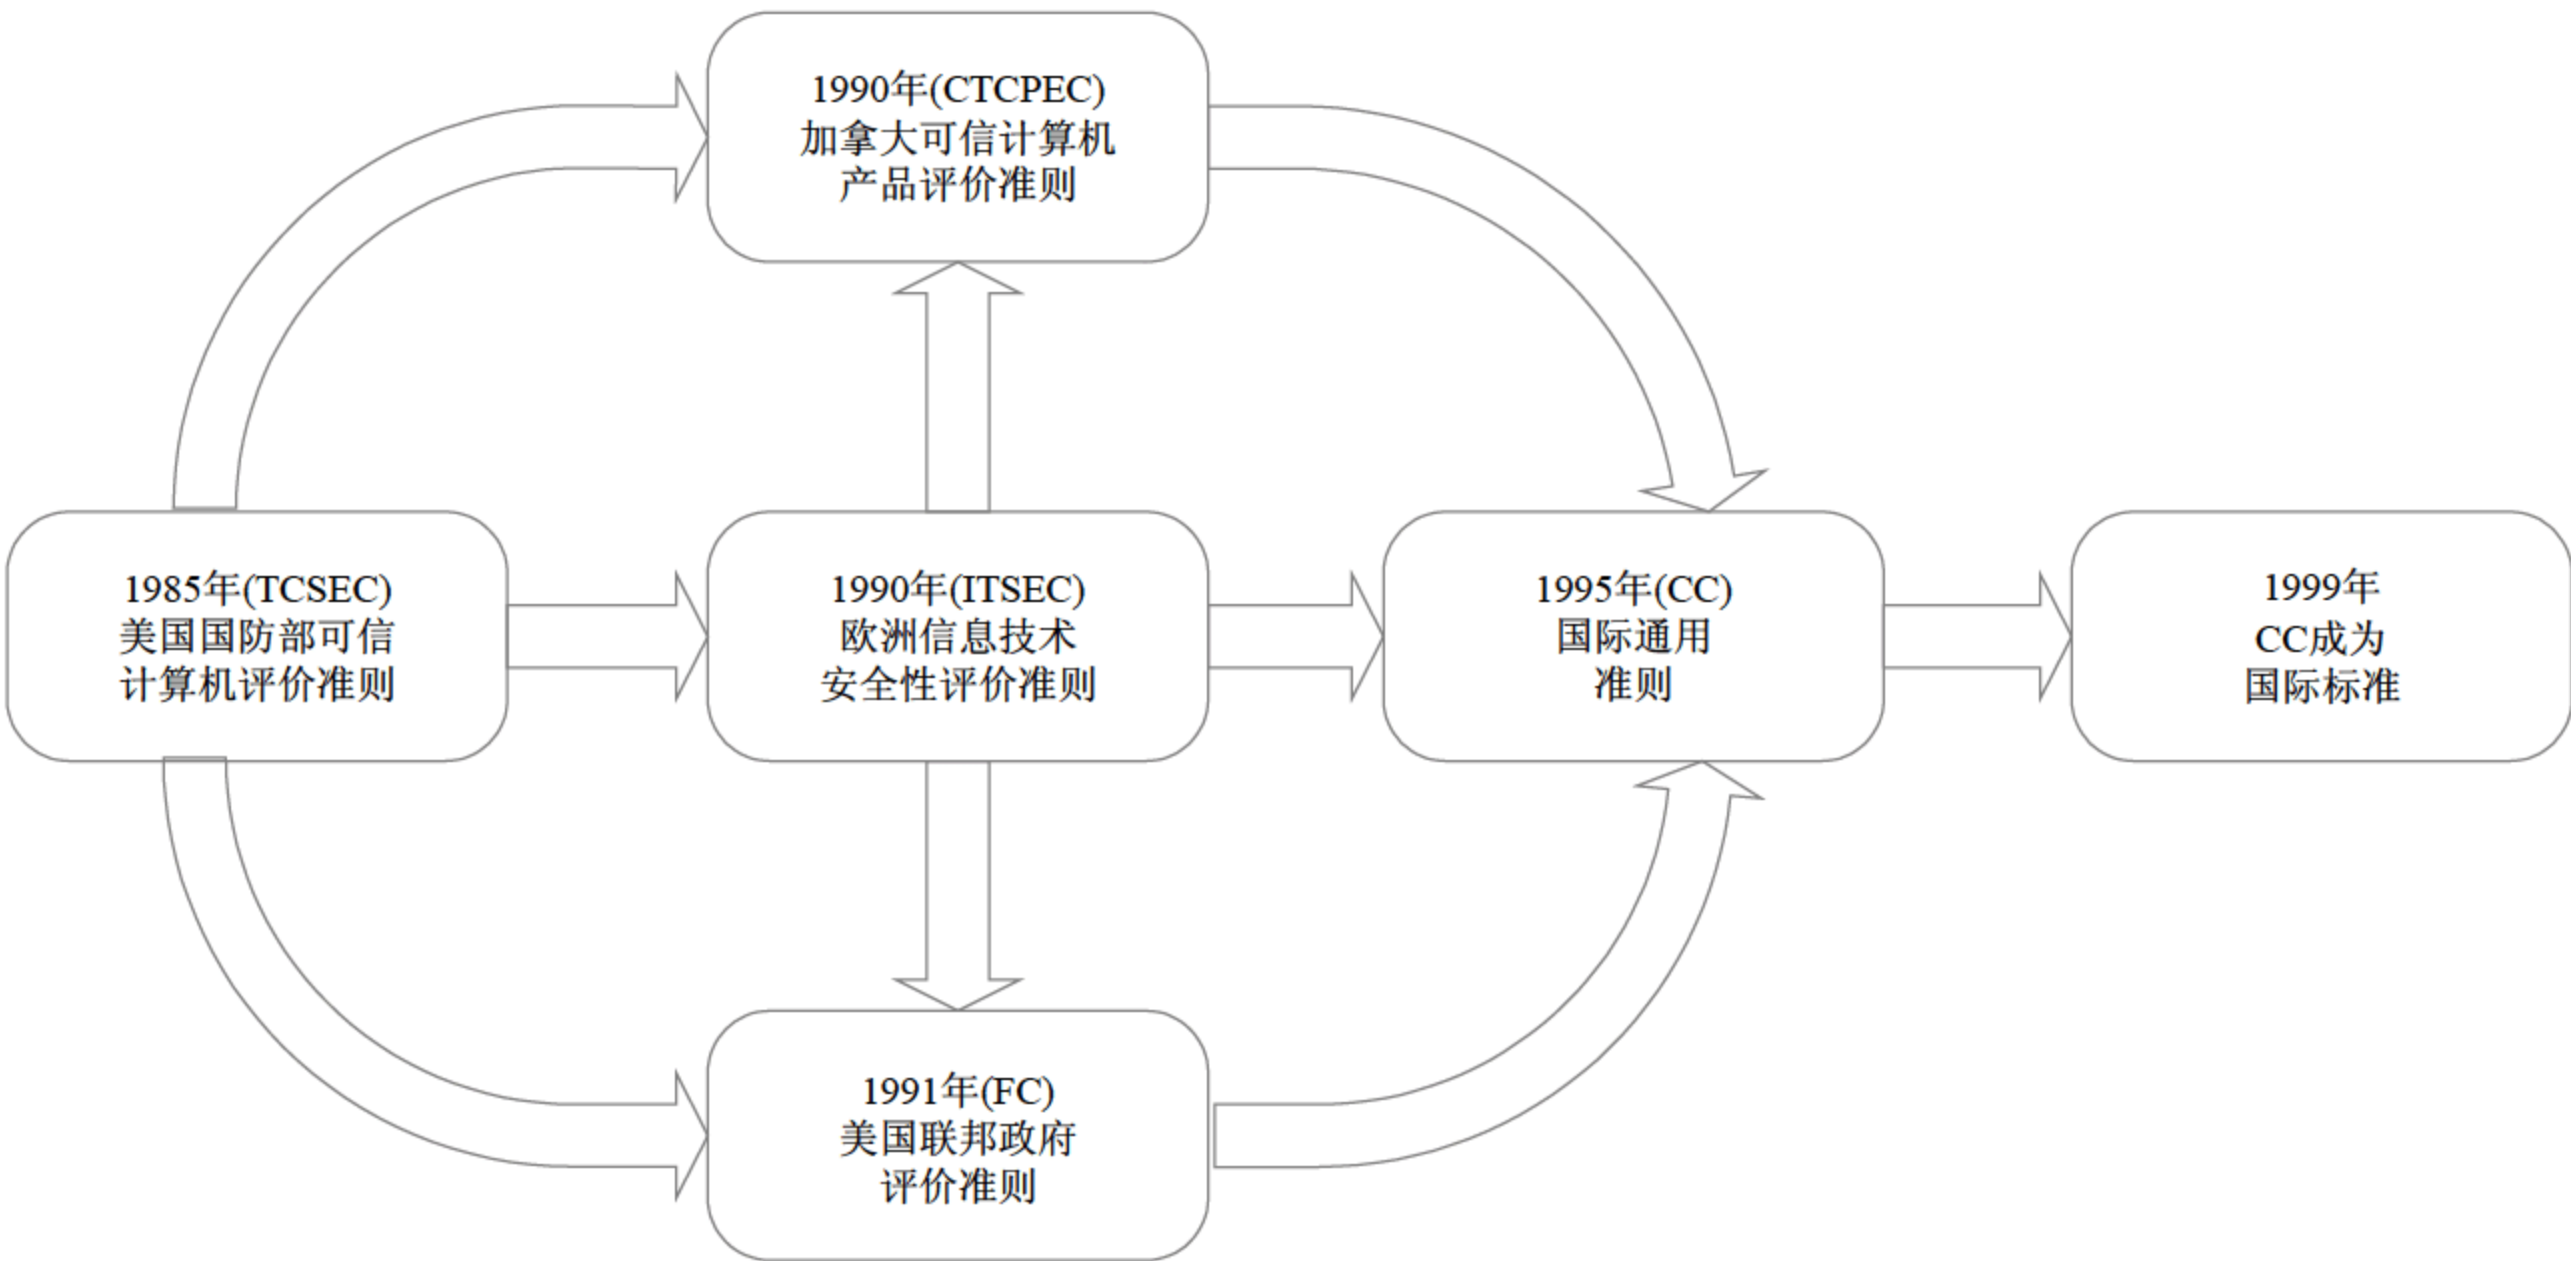 1990年(CTCPEC)
加拿大可信计算机
产品评价准则
1985年(TCSEC)
美国国防部可信
计算机评价准则
1990年(ITSEC)
欧洲信息技术
安全性评价准则
1995年(CC)
国际通用
准则
1999年
CC成为
国际标准
1991年(FC)
美国联邦政府
评价准则